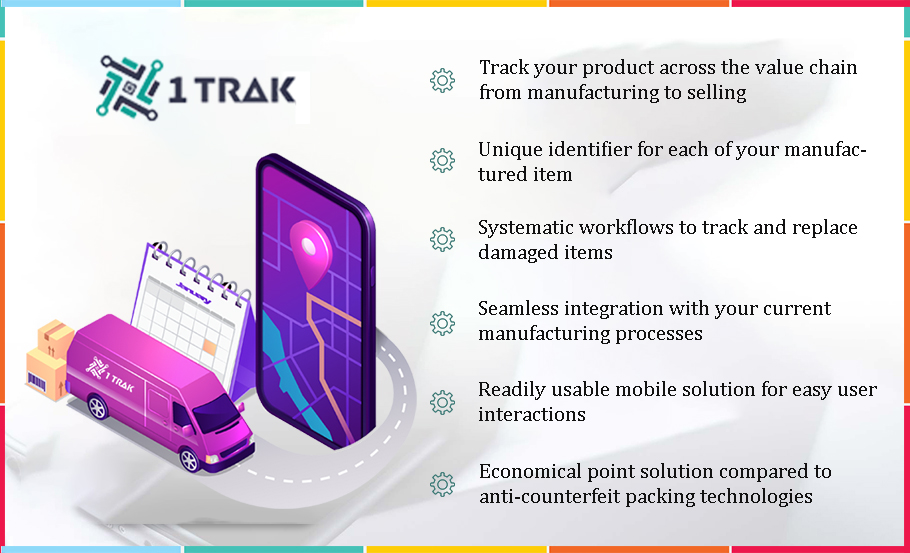 1 TRAK
Track your product across the value chain
from manufacturing to selling
Unique identifier for each of your manufac-
tured item
Systematic workflows to track and replace
damaged items
Seamless integration with your current
manufacturing processes
Readily usable mobile solution for easy user
interactions
Economical point solution compared to
anti-counterfeit packing technologies
January
1 TRAK